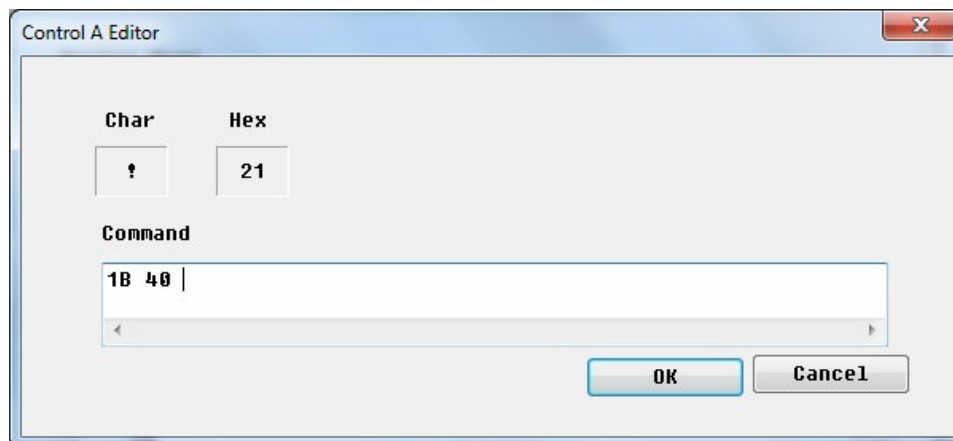 Control A Editor
Char Hex
! 21
Command
1B 40
OK Cancel